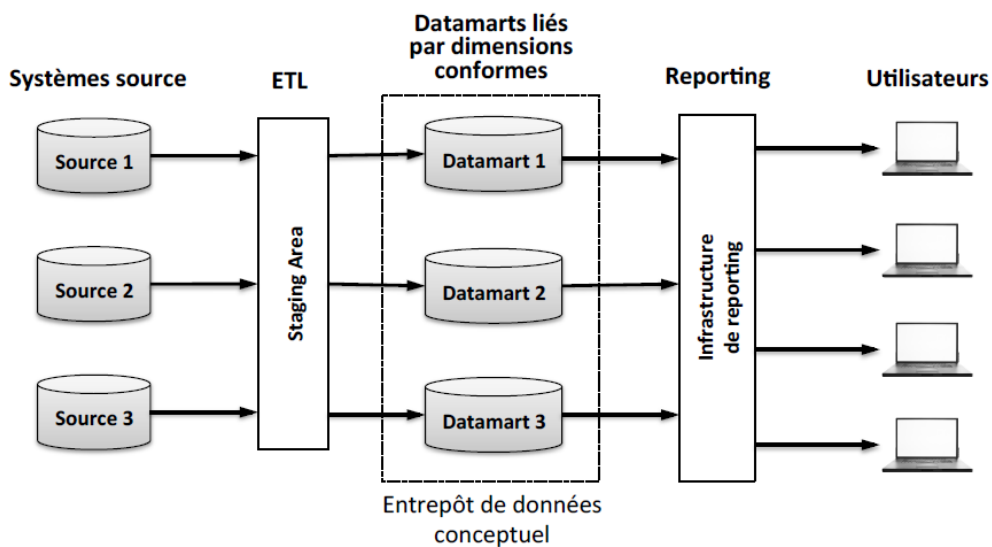 Datamarts liés
par dimensions
conformes
Systèmes source
ETL
Reporting
Utilisateurs
Source 1
Source 2
Source 3
Staging Area
Datamart 1
Datamart 2
Datamart 3
Infrastructure
de reporting
Entrepôt de données
conceptuel